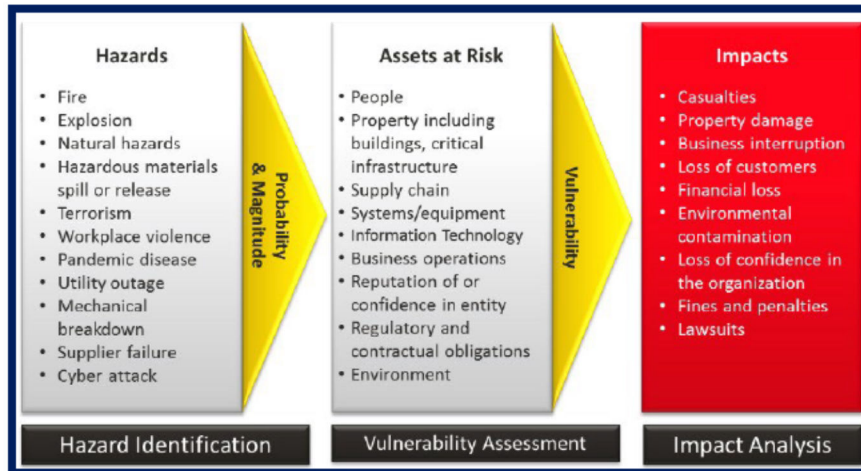 Hazards
• Fire
• Explosion
• Natural hazards
• Hazardous materials
spill or release
• Terrorism
• Workplace violence
• Pandemic disease
• Utility outage
• Mechanical
breakdown
• Supplier failure
• Cyber attack
Probability
& Magnitude
Assets at Risk
• People
• Property including
buildings, critical
infrastructure
• Supply chain
• Systems/equipment
• Information Technology
• Business operations
• Reputation of or
confidence in entity
• Regulatory and
contractual obligations
• Environment
Vulnerability
Impacts
• Casualties
• Property damage
• Business interruption
• Loss of customers
• Financial loss
• Environmental
contamination
• Loss of confidence in
the organization
• Fines and penalties
• Lawsuits
Hazard Identification
Vulnerability Assessment
Impact Analysis